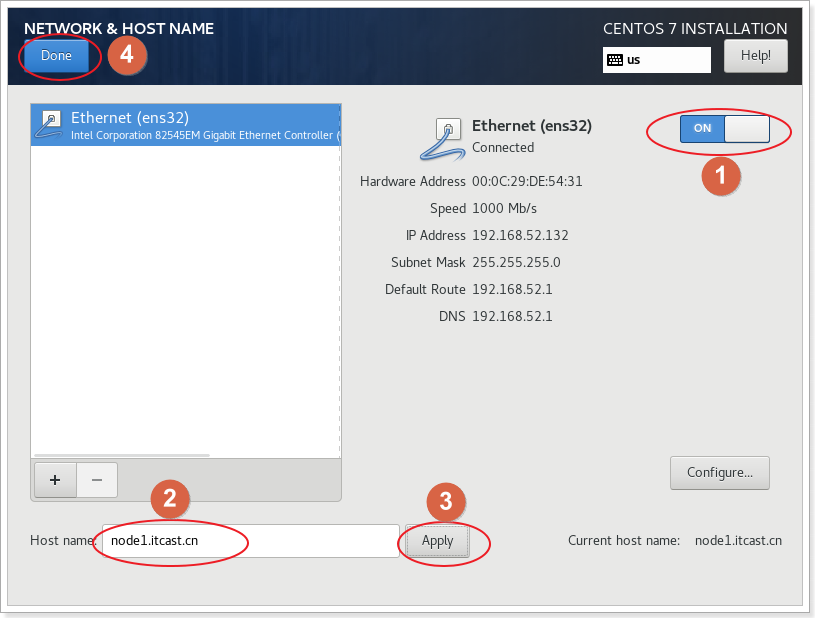 NETWORK & HOST NAME
CENTOS 7 INSTALLATION
Done
4
us
Help!
Ethernet (ens32)
Intel Corporation 82545EM Gigabit Ethernet Controller (
Ethernet (ens32)
Connected
ON
1
Hardware Address 00:0C:29:DE:54:31
Speed 1000 Mb/s
IP Address 192.168.52.132
Subnet Mask 255.255.255.0
Default Route 192.168.52.1
DNS 192.168.52.1
+ −
Configure...
2
3
Host name: node1.itcast.cn
Apply
Current host name: node1.itcast.cn